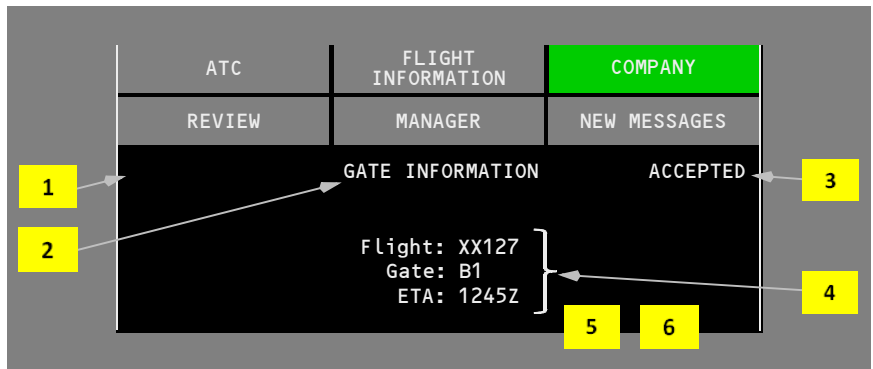 ATC
FLIGHT
INFORMATION
COMPANY
REVIEW
MANAGER
NEW MESSAGES
1
GATE INFORMATION
ACCEPTED
3
2
Flight: XX127
Gate: B1
ETA: 1245Z
4
5
6